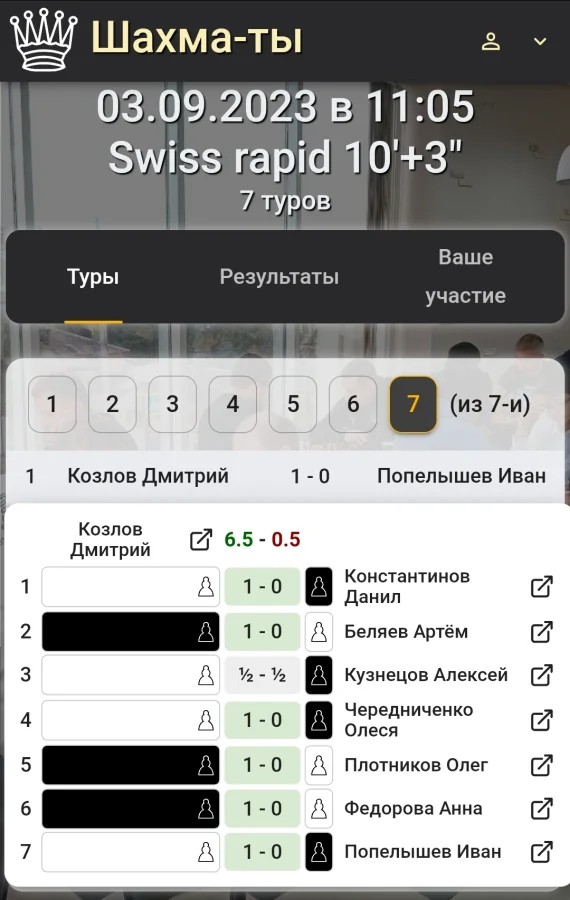 Шахма-ты
03.09.2023 в 11:05
Swiss rapid 10'+3"
7 туров
Туры
Результаты
Ваше
участие
1 2 3 4 5 6 7 (из 7-и)
1 Козлов Дмитрий 1 - 0 Попелышев Иван
Козлов
Дмитрий
6.5 - 0.5
1 1 - 0 Константинов
Данил
2 1 - 0 Беляев Артём
3 ½ - ½ Кузнецов Алексей
4 1 - 0 Чередниченко
Олеся
5 1 - 0 Плотников Олег
6 1 - 0 Федорова Анна
7 1 - 0 Попелышев Иван